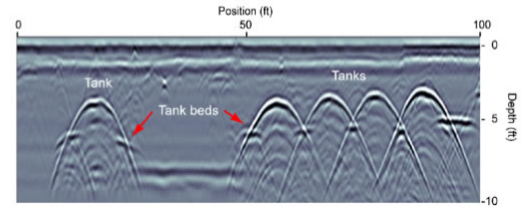 Position (ft)
0 50 100
0
Tank Tanks
Tank beds
5
10
Depth (ft)